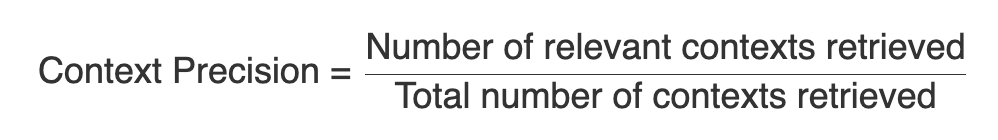 Context Precision = Number of relevant contexts retrieved
Total number of contexts retrieved